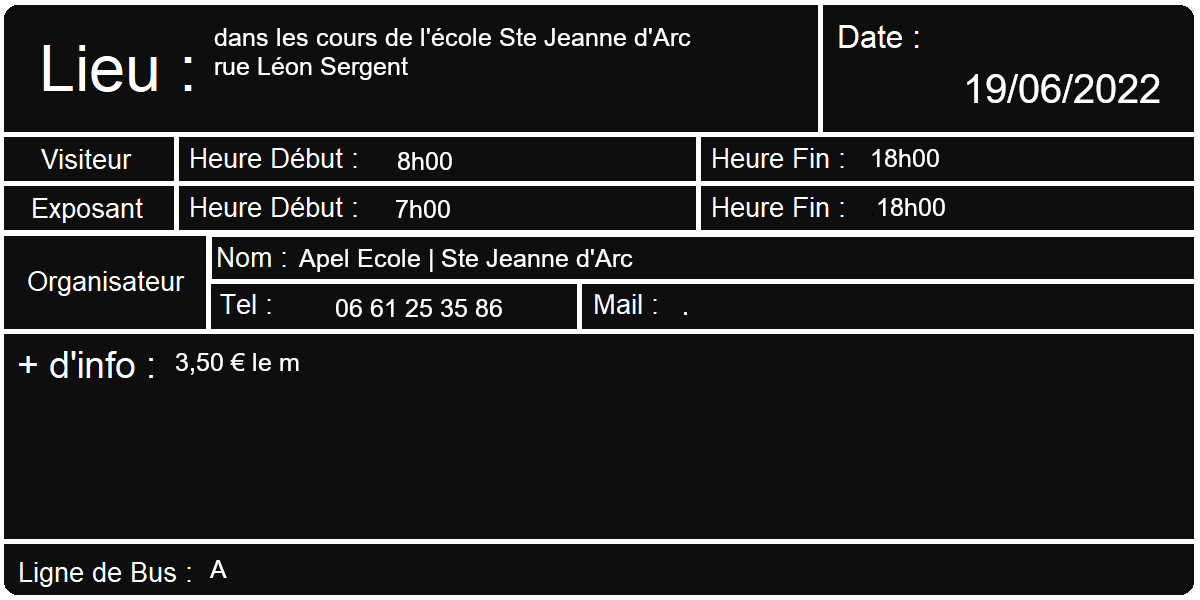 Lieu : dans les cours de l'école Ste Jeanne d'Arc
rue Léon Sergent
Date :
19/06/2022
Visiteur Heure Début : 8h00 Heure Fin : 18h00
Exposant Heure Début : 7h00 Heure Fin : .18h00
Organisateur
Nom : Apel Ecole | Ste Jeanne d'Arc
Tel : 06 61 25 35 86 Mail : .
+ d'info : 3,50 € le m
Ligne de Bus : A